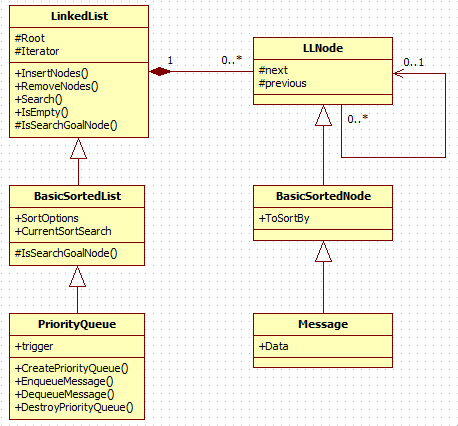 LinkedList
#Root
#Iterator
+InsertNodes()
+RemoveNodes()
+Search()
+IsEmpty()
#IsSearchGoalNode()
1
0..*
LLNode
#next
#previous
0..1
0..*
BasicSortedList
+SortOptions
+CurrentSortSearch
#IsSearchGoalNode()
BasicSortedNode
+ToSortBy
PriorityQueue
+trigger
+CreatePriorityQueue()
+EnqueueMessage()
+DequeueMessage()
+DestroyPriorityQueue()
Message
+Data